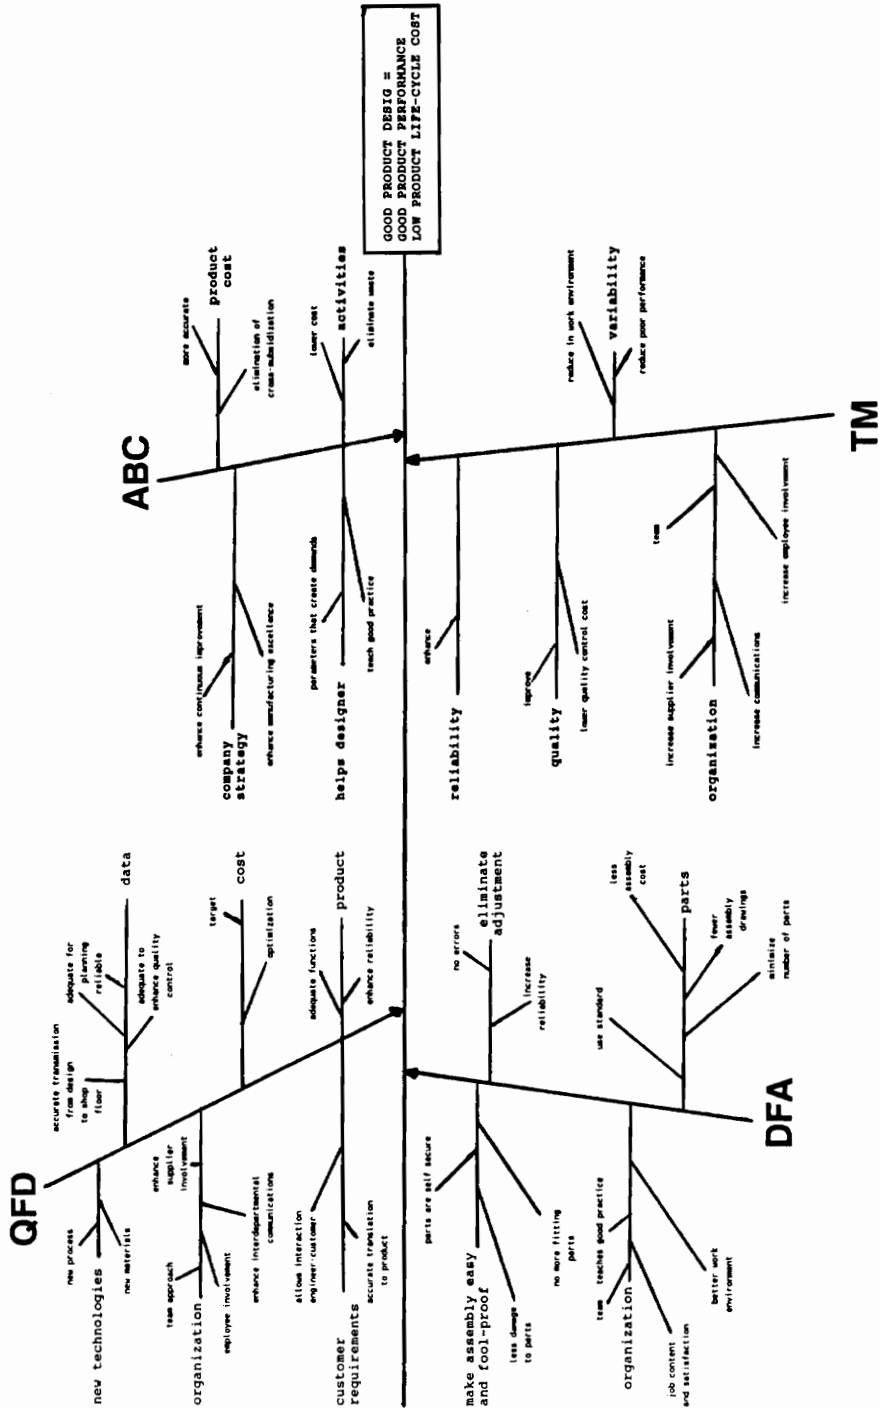 QFD
new technologies
new process
new materials
accurate transmission
from design
to shop
floor
adequate for
planning
reliable
adequate to
enhance quality
control
data
organization
team approach
employee involvement
enhance
supplier
involvement
enhance interdepartmental
communications
target
optimization
cost
customer
requirements
allows interaction
engineer-customer
accurate translation
to product
adequate functions
enhance reliability
product
ABC
company
strategy
enhance continuous improvement
enhance manufacturing excellence
more accurate
elimination of
cross-subsidization
product
cost
helps designer
parameters that create demands
teach good practice
lower cost
eliminate waste
activities
GOOD PRODUCT DESIG =
GOOD PRODUCT PERFORMANCE
LOW PRODUCT LIFE-CYCLE COST
make assembly easy
and fool-proof
parts are self secure
less damage
to parts
no more fitting
parts
no errors
increase
reliability
eliminate
adjustment
organization
team
teaches good practice
job content
and satisfaction
better work
environment
use standard
less
assembly
cost
fewer
assembly
drawings
minimize
number of parts
parts
DFA
reliability
enhance
quality
improve
lower quality control cost
reduce in work environment
reduce poor performance
variability
organization
increase supplier involvement
increase communications
team
increase employee involvement
TM